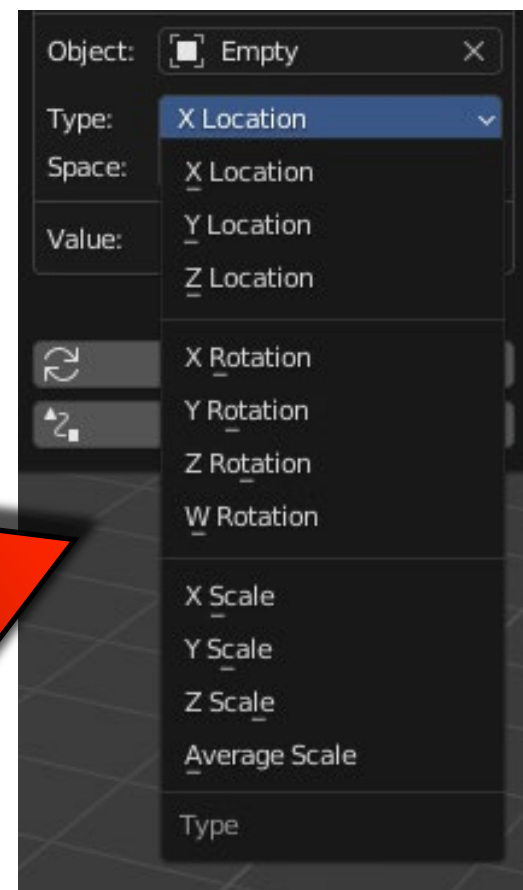 Object: Empty
Type: X Location
Space:
X Location
Y Location
Value:
Z Location
X Rotation
Y Rotation
Z Rotation
W Rotation
X Scale
Y Scale
Z Scale
Average Scale
Type